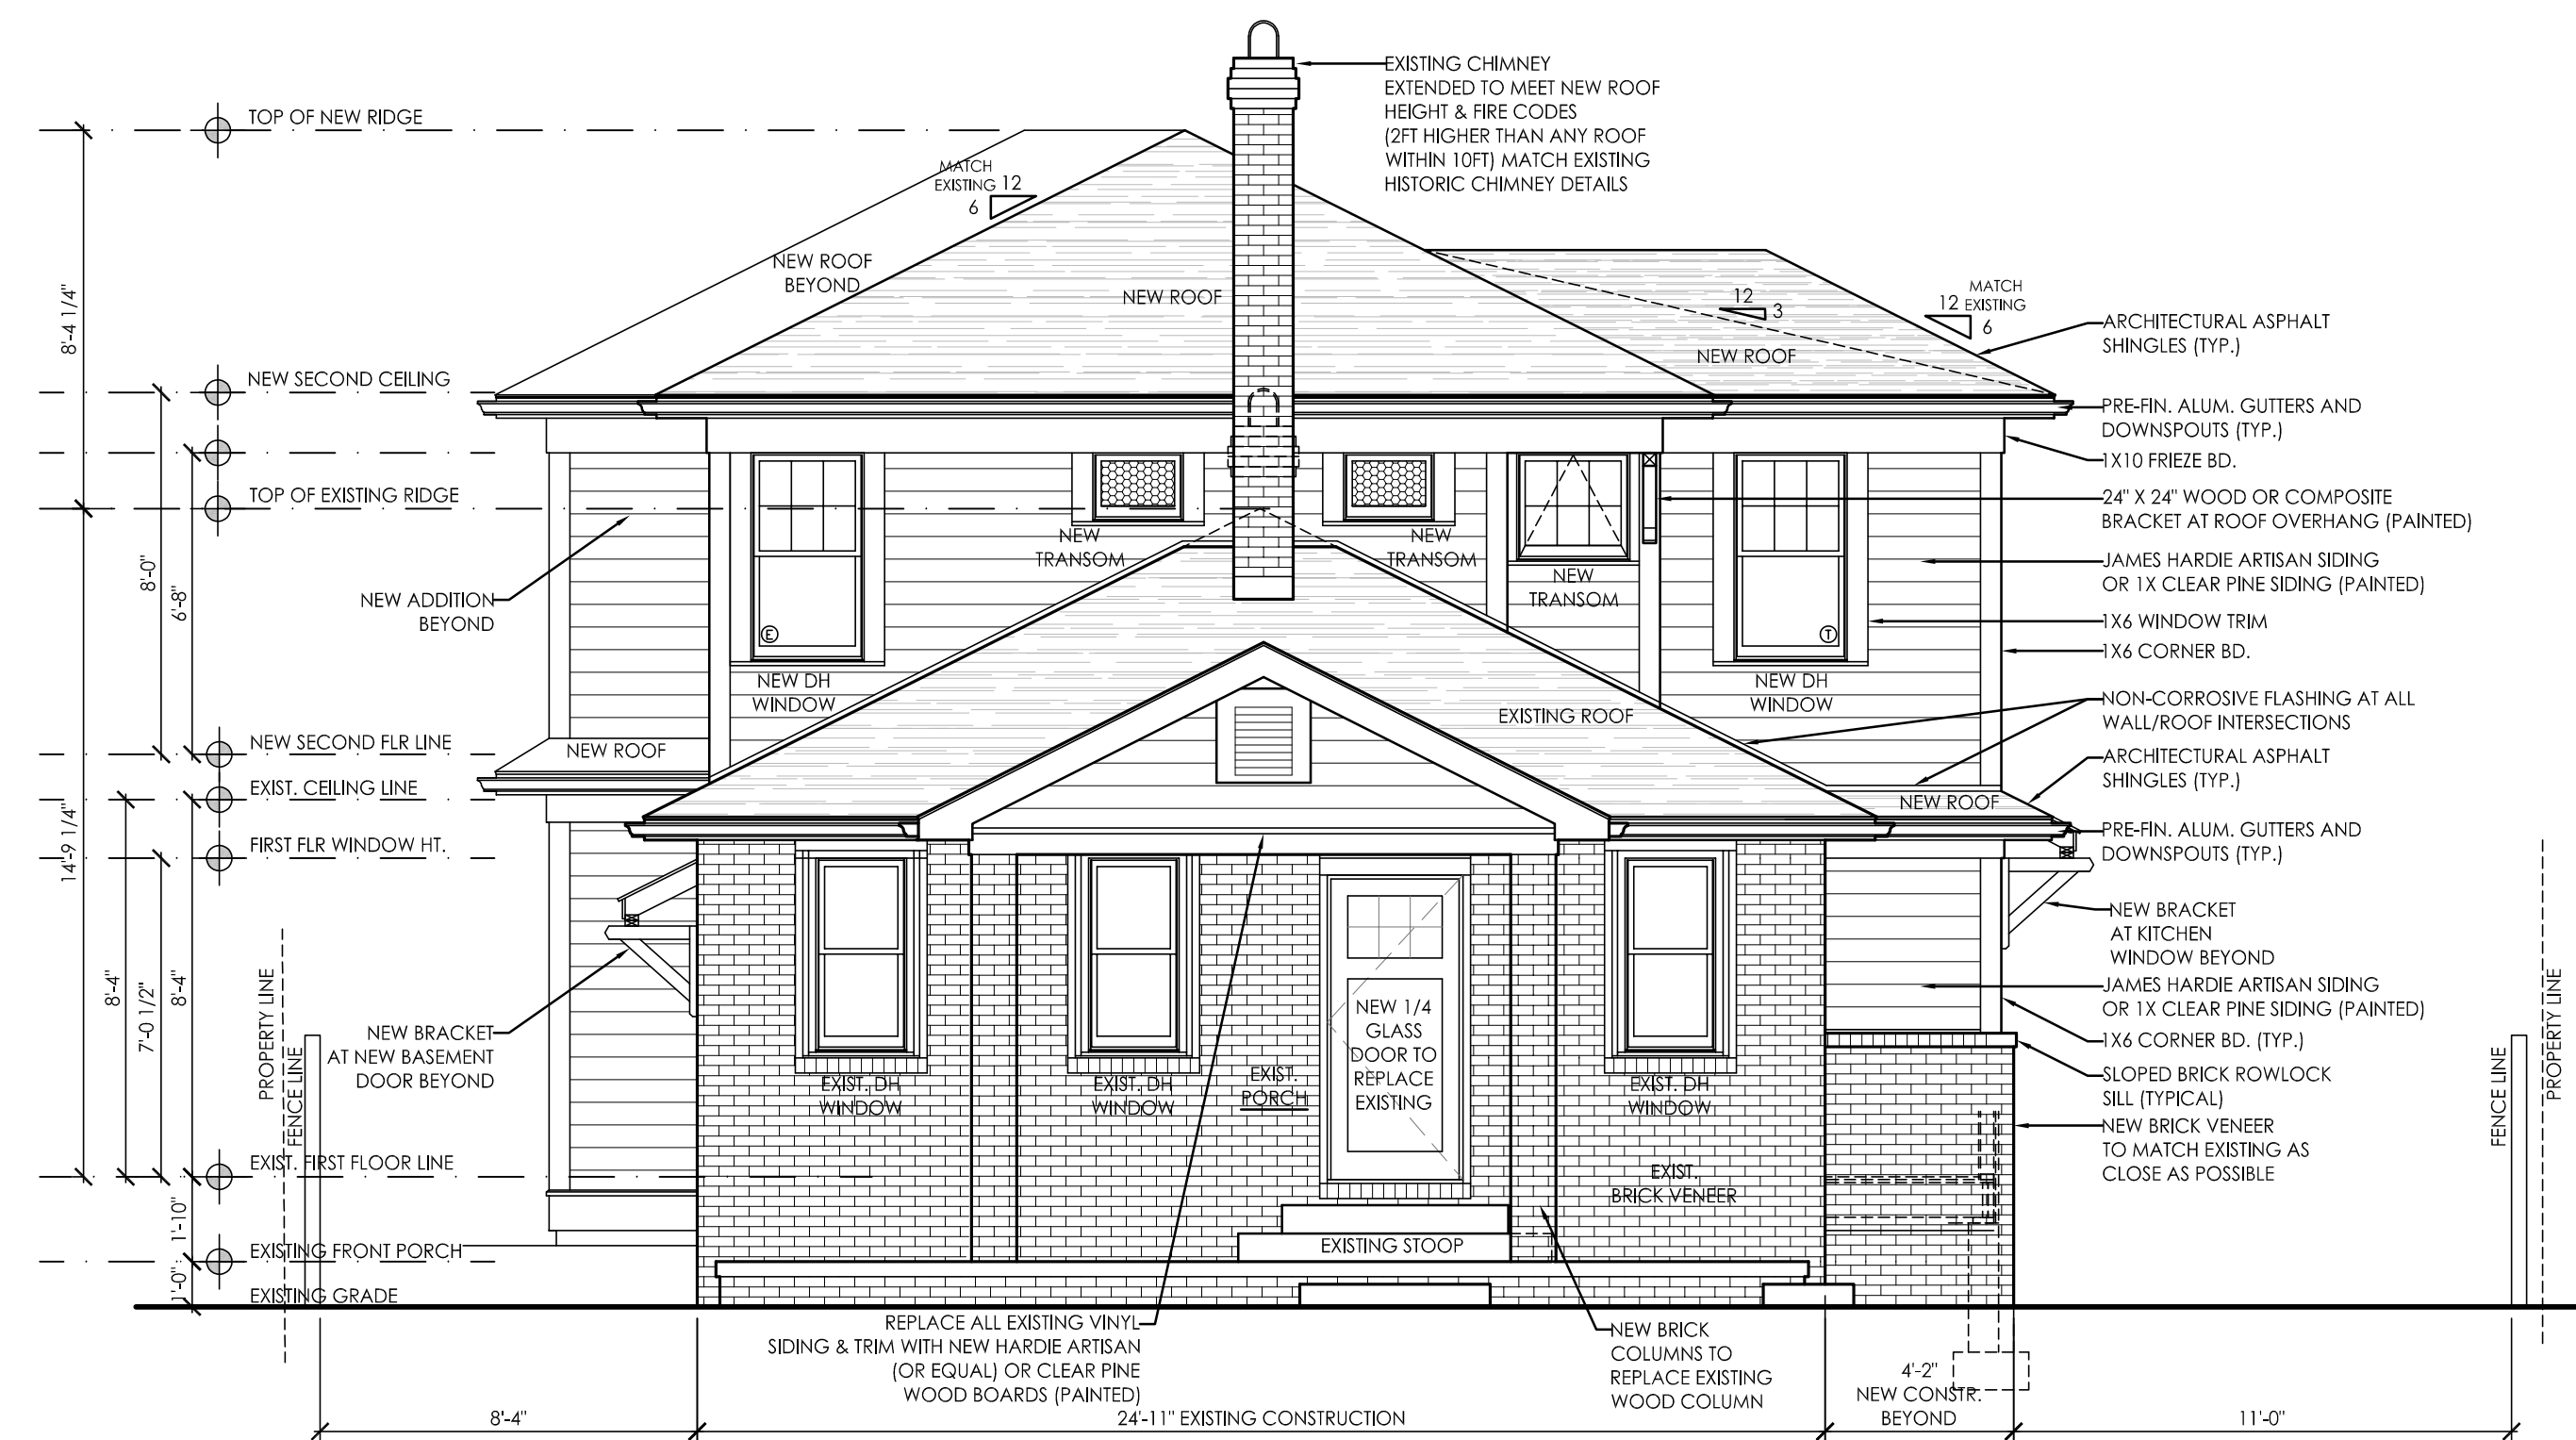 EXISTING CHIMNEY
EXTENDED TO MEET NEW ROOF
HEIGHT & FIRE CODES
(2FT HIGHER THAN ANY ROOF
WITHIN 10FT) MATCH EXISTING
HISTORIC CHIMNEY DETAILS
TOP OF NEW RIDGE
MATCH
EXISTING 12
6
NEW ROOF
BEYOND
NEW ROOF
12
3
NEW ROOF
MATCH
12 EXISTING
6
ARCHITECTURAL ASPHALT
SHINGLES (TYP.)
8'-4 1/4"
NEW SECOND CEILING
PRE-FIN. ALUM. GUTTERS AND
DOWNSPOUTS (TYP.)
1X10 FRIEZE BD.
TOP OF EXISTING RIDGE
24" X 24" WOOD OR COMPOSITE
BRACKET AT ROOF OVERHANG (PAINTED)
NEW
TRANSOM
NEW
TRANSOM
NEW
TRANSOM
JAMES HARDIE ARTISAN SIDING
OR 1X CLEAR PINE SIDING (PAINTED)
8'-0"
6'-8"
NEW ADDITION
BEYOND
E
T
1X6 WINDOW TRIM
1X6 CORNER BD.
NEW DH
WINDOW
NEW DH
WINDOW
NON-CORROSIVE FLASHING AT ALL
WALL/ROOF INTERSECTIONS
EXISTING ROOF
NEW SECOND FLR LINE
NEW ROOF
ARCHITECTURAL ASPHALT
SHINGLES (TYP.)
EXIST. CEILING LINE
NEW ROOF
14'-9 1/4"
FIRST FLR WINDOW HT.
PRE-FIN. ALUM. GUTTERS AND
DOWNSPOUTS (TYP.)
NEW BRACKET
AT KITCHEN
WINDOW BEYOND
8'-4"
7'-0 1/2"
8'-4"
PROPERTY LINE
FENCE LINE
JAMES HARDIE ARTISAN SIDING
OR 1X CLEAR PINE SIDING (PAINTED)
NEW BRACKET
AT NEW BASEMENT
DOOR BEYOND
NEW 1/4
GLASS
DOOR TO
REPLACE
EXISTING
1X6 CORNER BD. (TYP.)
SLOPED BRICK ROWLOCK
SILL (TYPICAL)
EXIST. DH
WINDOW
EXIST. DH
WINDOW
EXIST.
PORCH
EXIST. DH
WINDOW
FENCE LINE
PROPERTY LINE
NEW BRICK VENEER
TO MATCH EXISTING AS
CLOSE AS POSSIBLE
EXIST. FIRST FLOOR LINE
EXIST.
BRICK VENEER
1'-10"
EXISTING FRONT PORCH
EXISTING STOOP
1'-0"
EXISTING GRADE
REPLACE ALL EXISTING VINYL
SIDING & TRIM WITH NEW HARDIE ARTISAN
(OR EQUAL) OR CLEAR PINE
WOOD BOARDS (PAINTED)
NEW BRICK
COLUMNS TO
REPLACE EXISTING
WOOD COLUMN
4'-2"
NEW CONSTR.
BEYOND
8'-4"
24'-11" EXISTING CONSTRUCTION
11'-0"